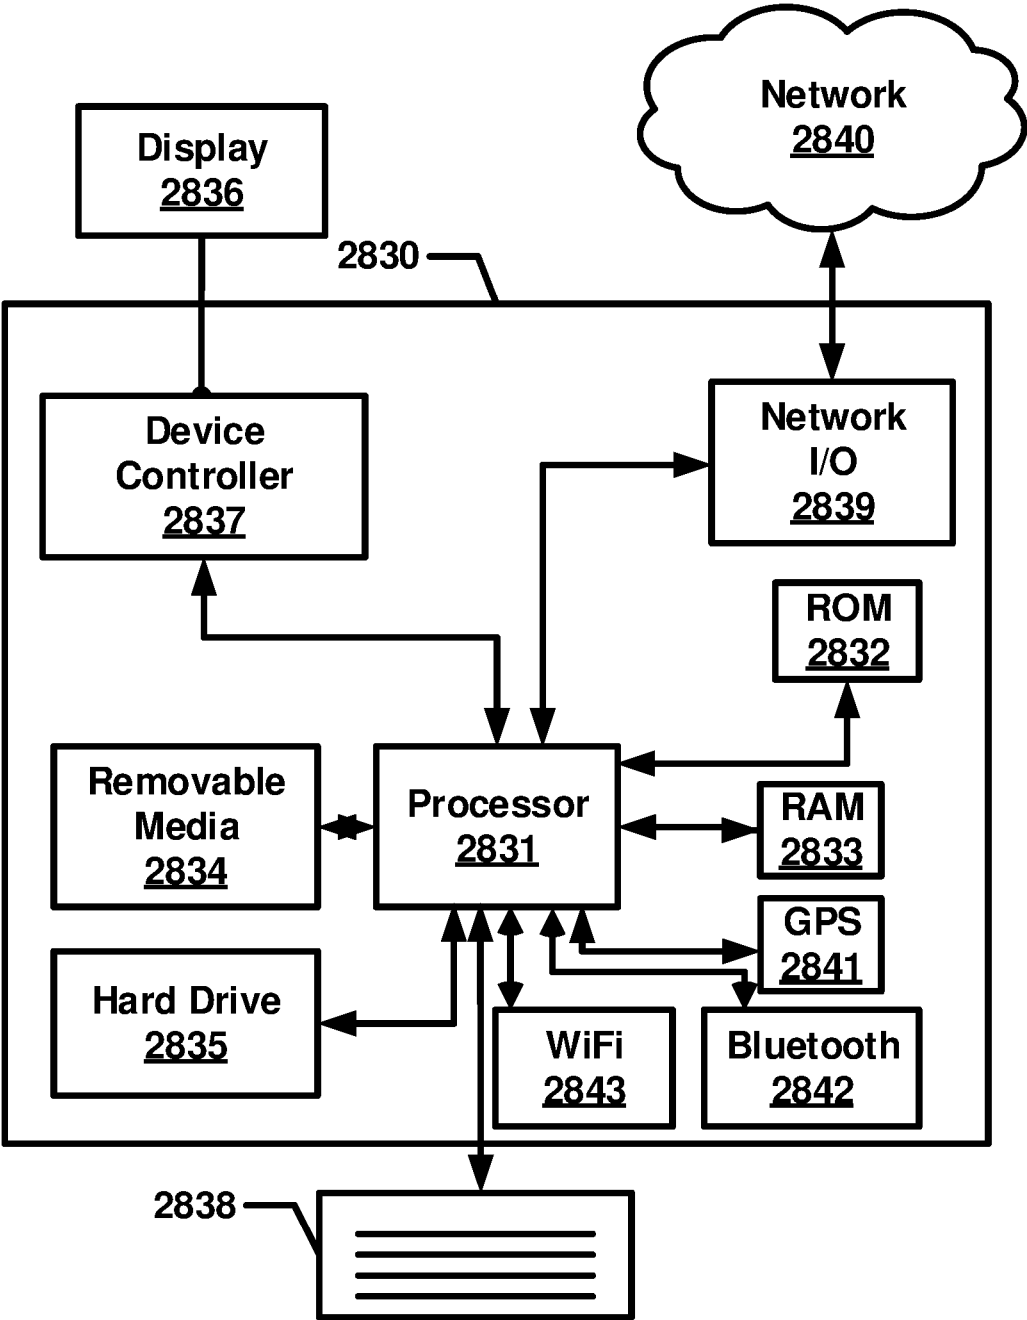 Network
2840
Display
2836
2830
Device
Controller
2837
Network
I/O
2839
ROM
2832
Removable
Media
2834
Processor
2831
RAM
2833
GPS
2841
Hard Drive
2835
WiFi
2843
Bluetooth
2842
2838